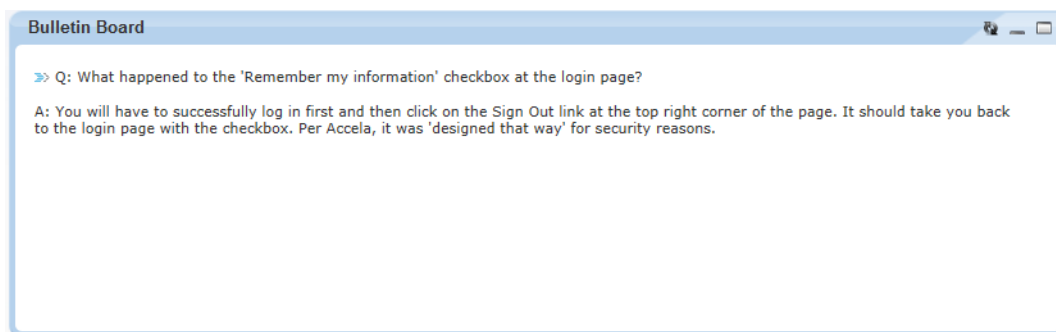 Bulletin Board
Q: What happened to the 'Remember my information' checkbox at the login page?
A: You will have to successfully log in first and then click on the Sign Out link at the top right corner of the page. It should take you back
to the login page with the checkbox. Per Accela, it was 'designed that way' for security reasons.